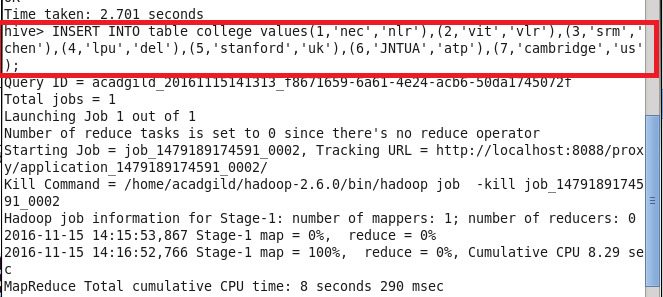 OK
Time taken: 2.701 seconds
hive> INSERT INTO table college values(1,'nec','nlr'),(2,'vit','vlr'),(3,'srm','
chen'),(4,'lpu','del'),(5,'stanford','uk'),(6,'JNTUA','atp'),(7,'cambridge','us'
);
Query ID = acadgild_20161115141313_f8671659-6a61-4e24-acb6-50da1745072f
Total jobs = 1
Launching Job 1 out of 1
Number of reduce tasks is set to 0 since there's no reduce operator
Starting Job = job_1479189174591_0002, Tracking URL = http://localhost:8088/prox
y/application_1479189174591_0002/
Kill Command = /home/acadgild/hadoop-2.6.0/bin/hadoop job  -kill job_14791891745
91_0002
Hadoop job information for Stage-1: number of mappers: 1; number of reducers: 0
2016-11-15 14:15:53,867 Stage-1 map = 0%,  reduce = 0%
2016-11-15 14:16:52,766 Stage-1 map = 100%,  reduce = 0%, Cumulative CPU 8.29 se
c
MapReduce Total cumulative CPU time: 8 seconds 290 msec